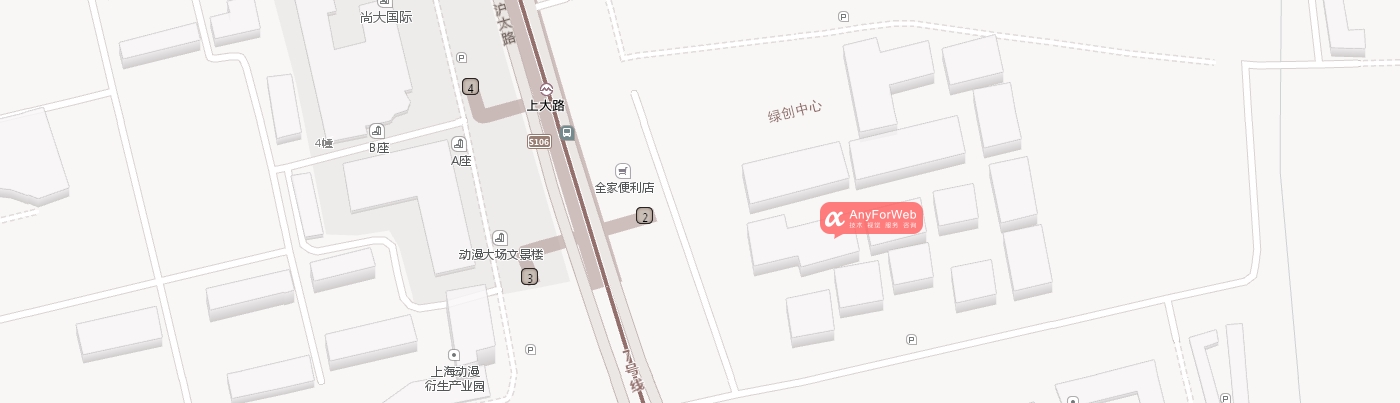 尚大国际
沪太路
P
P
4
上大路
S106
绿创中心
4幢
B座
A座
全家便利店
2
AnyForWeb
动漫大场文景楼
3
P
P
7号线
上海动漫
衍生产业园
P